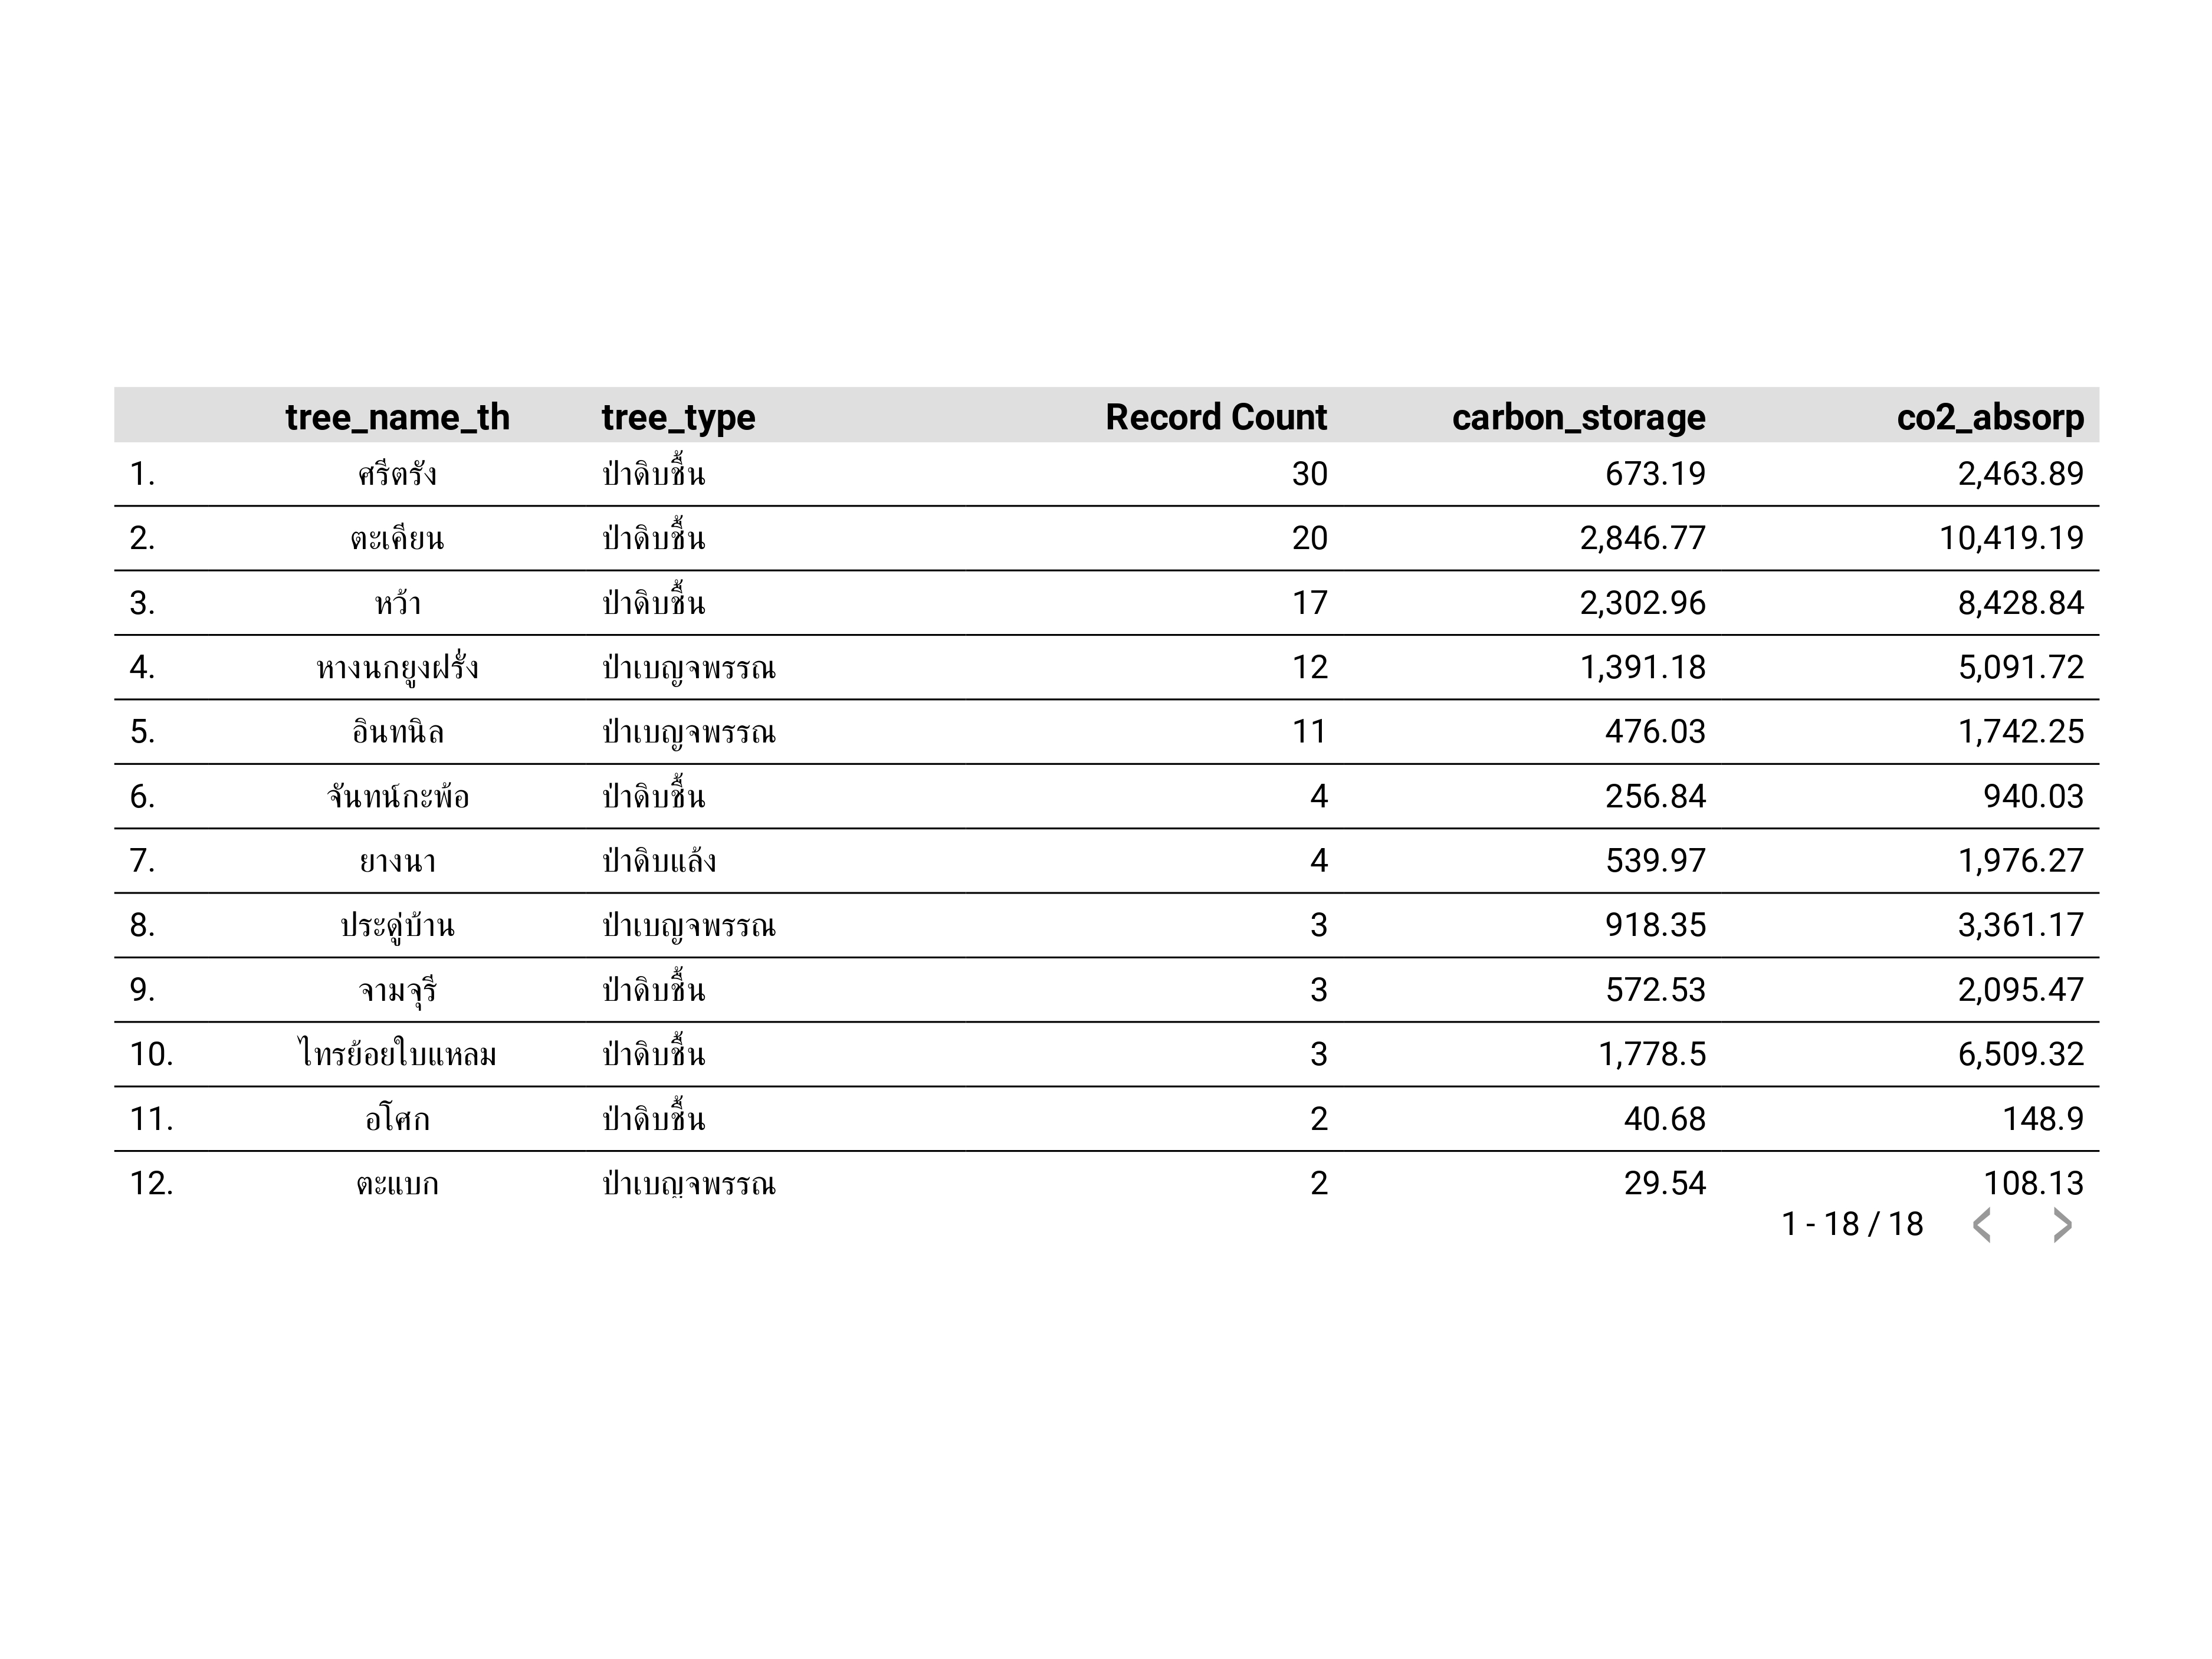 tree_name_th tree_type Record Count carbon_storage co2_absorp
1. ศรีตรัง ป่าดิบชื้น 30 673.19 2,463.89
2. ตะเคียน ป่าดิบชื้น 20 2,846.77 10,419.19
3. หว้า ป่าดิบชื้น 17 2,302.96 8,428.84
4. หางนกยูงฝรั่ง ป่าเบญจพรรณ 12 1,391.18 5,091.72
5. อินทนิล ป่าเบญจพรรณ 11 476.03 1,742.25
6. จันทน์กะพ้อ ป่าดิบชื้น 4 256.84 940.03
7. ยางนา ป่าดิบแล้ง 4 539.97 1,976.27
8. ประดู่บ้าน ป่าเบญจพรรณ 3 918.35 3,361.17
9. จามจุรี ป่าดิบชื้น 3 572.53 2,095.47
10. ไทรย้อยใบแหลม ป่าดิบชื้น 3 1,778.5 6,509.32
11. อโศก ป่าดิบชื้น 2 40.68 148.9
12. ตะแบก ป่าเบญจพรรณ 2 29.54 108.13
1 - 18 / 18